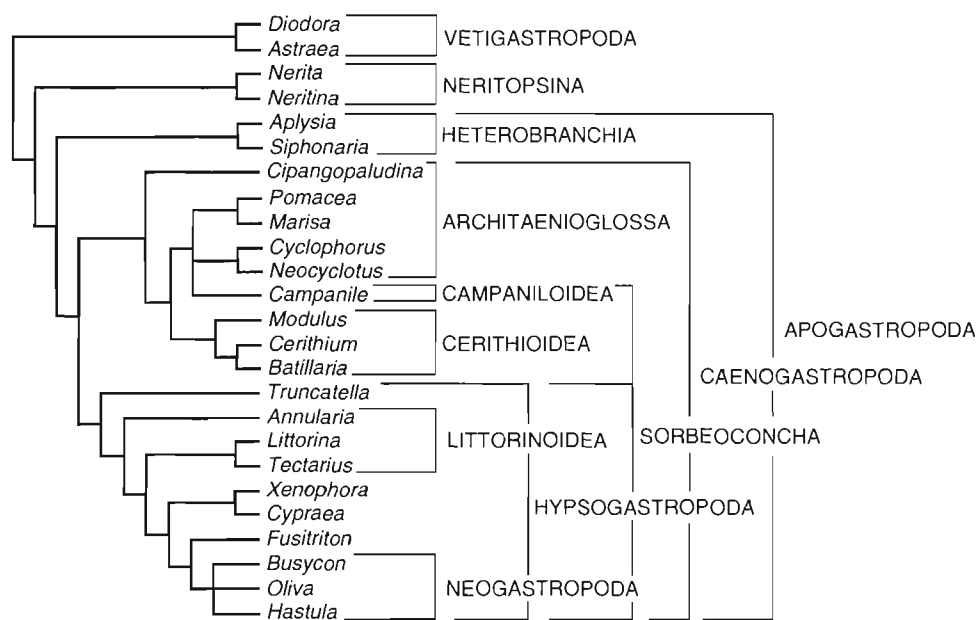 Diodora
Astraea
VETIGASTROPODA
Nerita
Neritina
NERITOPSINA
Aplysia
Siphonaria
HETEROBRANCHIA
Cipangopaludina
Pomacea
Marisa
Cyclophorus
Neocyclotus
ARCHITAENIOGLOSSA
Campanile
CAMPANILOIDEA
Modulus
Cerithium
Batillaria
CERITHIOIDEA
APOGASTROPODA
CAENOGASTROPODA
Truncatella
Annularia
Littorina
Tectarius
LITTORINOIDEA
SORBEOCONCHA
Xenophora
Cypraea
HYPSOGASTROPODA
Fusitriton
Busycon
Oliva
Hastula
NEOGASTROPODA